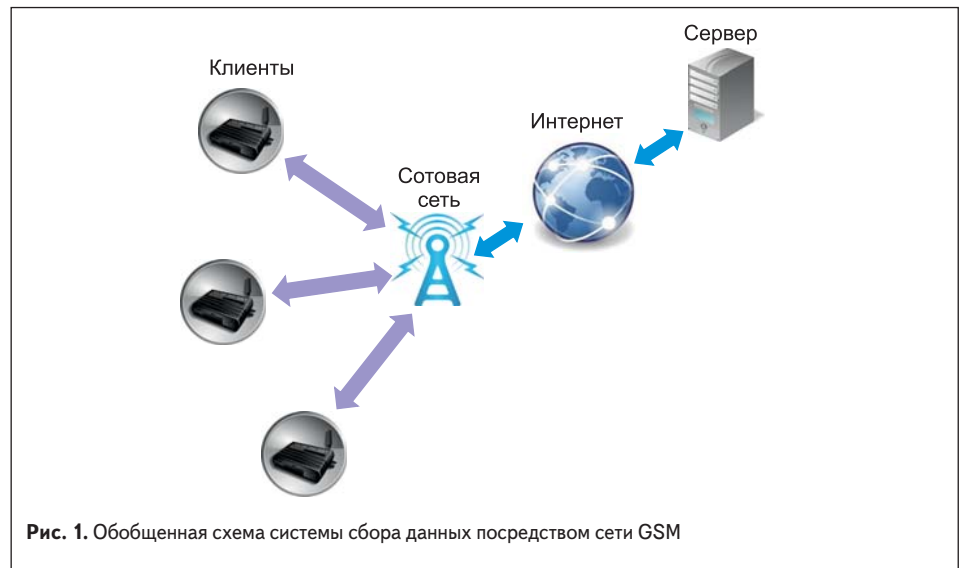 Сервер
Клиенты
Интернет
Сотовая
сеть
Рис. 1. Обобщенная схема системы сбора данных посредством сети GSM